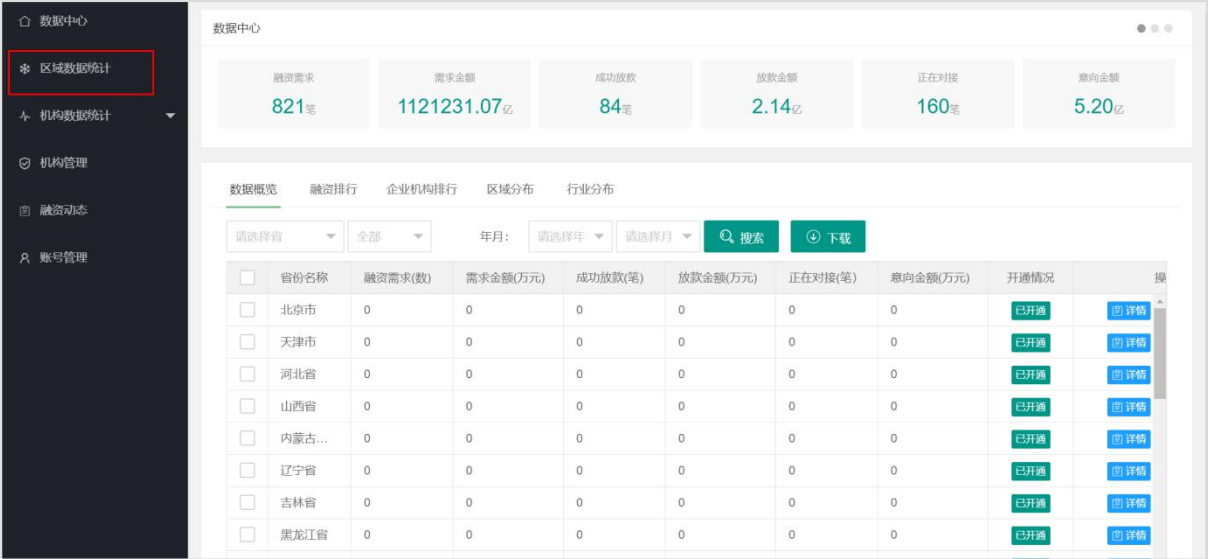 数据中心
区域数据统计
机构数据统计
机构管理
融资动态
账号管理
数据中心
融资需求 需求金额 成功放款 放款金额 正在对接 意向金额
821笔 1121231.07亿 84笔 2.14亿 160笔 5.20亿
数据概览 融资排行 企业机构排行 区域分布 行业分布
请选择省 全部 年月： 请选择年 请选择月 搜索 下载
省份名称 融资需求(数) 需求金额(万元) 成功放款(笔) 放款金额(万元) 正在对接(笔) 意向金额(万元) 开通情况 操
北京市 0 0 0 0 0 0 已开通 详情
天津市 0 0 0 0 0 0 已开通 详情
河北省 0 0 0 0 0 0 已开通 详情
山西省 0 0 0 0 0 0 已开通 详情
内蒙古... 0 0 0 0 0 0 已开通 详情
辽宁省 0 0 0 0 0 0 已开通 详情
吉林省 0 0 0 0 0 0 已开通 详情
黑龙江省 0 0 0 0 0 0 已开通 详情